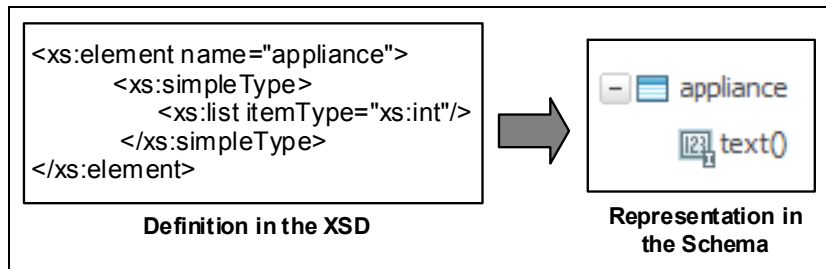 <xs:element name="appliance">
<xs:simpleType>
<xs:list itemType="xs:int"/>
</xs:simpleType>
</xs:element>
Definition in the XSD
appliance
123
text()
Representation in
the Schema